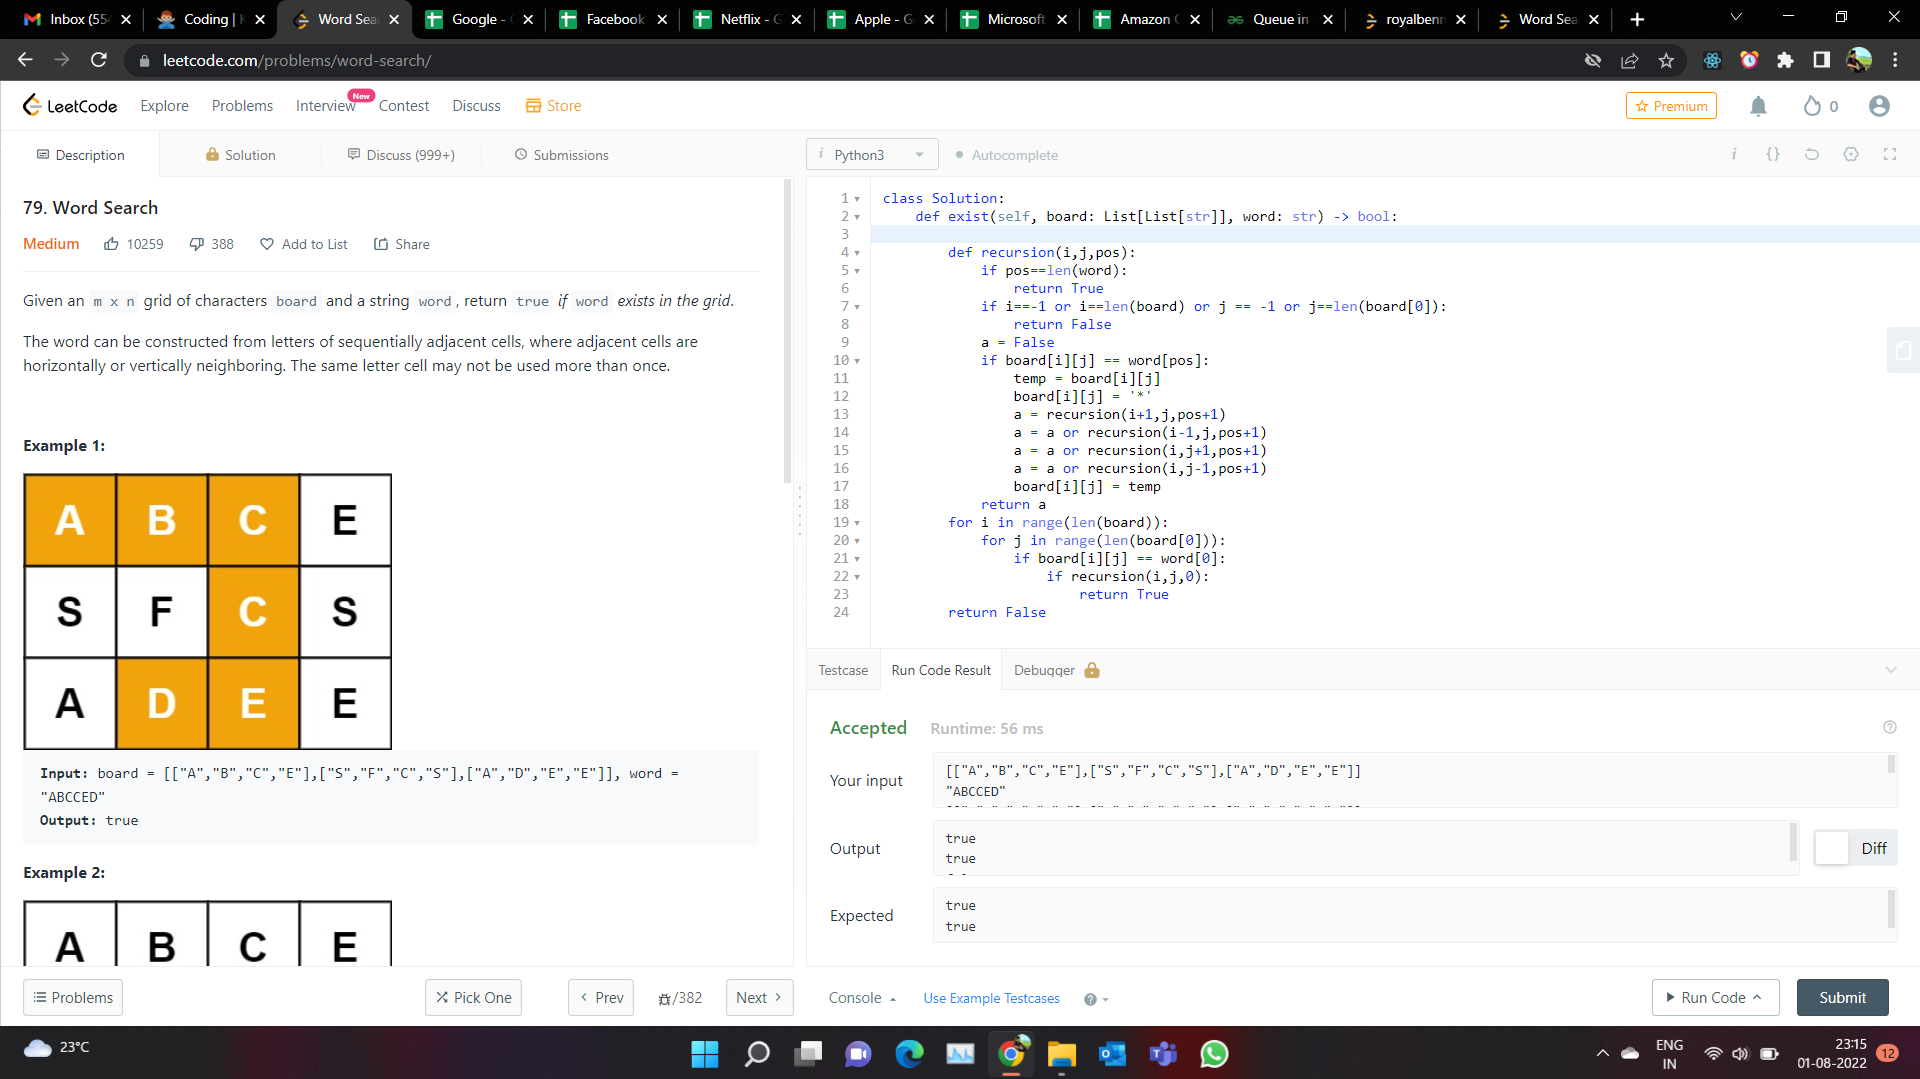 Inbox (554
Coding | K
Word Sear
Google - G
Facebook
Netflix - G
Apple - G
Microsoft
Amazon
Queue in
royalbenn
Word Sea
leetcode.com/problems/word-search/
LeetCode
Explore
Problems
Interview
New
Contest
Discuss
Store
Premium
0
Description
Solution
Discuss (999+)
Submissions
i Python3
Autocomplete
79. Word Search
Medium
10259
388
Add to List
Share
Given an m x n grid of characters board and a string word, return true if word exists in the grid.
The word can be constructed from letters of sequentially adjacent cells, where adjacent cells are
horizontally or vertically neighboring. The same letter cell may not be used more than once.
Example 1:
A B C E
S F C S
A D E E
Input: board = [["A","B","C","E"],["S","F","C","S"],["A","D","E","E"]], word =
"ABCCED"
Output: true
Example 2:
A B C E
1 class Solution:
2 def exist(self, board: List[List[str]], word: str) -> bool:
3
4 def recursion(i,j,pos):
5 if pos==len(word):
6 return True
7 if i==-1 or i==len(board) or j == -1 or j==len(board[0]):
8 return False
9 a = False
10 if board[i][j] == word[pos]:
11 temp = board[i][j]
12 board[i][j] = '*'
13 a = recursion(i+1,j,pos+1)
14 a = a or recursion(i-1,j,pos+1)
15 a = a or recursion(i,j+1,pos+1)
16 a = a or recursion(i,j-1,pos+1)
17 board[i][j] = temp
18 return a
19 for i in range(len(board)):
20 for j in range(len(board[0])):
21 if board[i][j] == word[0]:
22 if recursion(i,j,0):
23 return True
24 return False
Testcase
Run Code Result
Debugger
Accepted
Runtime: 56 ms
Your input
[["A","B","C","E"],["S","F","C","S"],["A","D","E","E"]]
"ABCCED"
Output
true
true
Diff
Expected
true
true
Problems
Pick One
Prev
/382
Next
Console
Use Example Testcases
Run Code
Submit
23°C
ENG
IN
23:15
01-08-2022
12